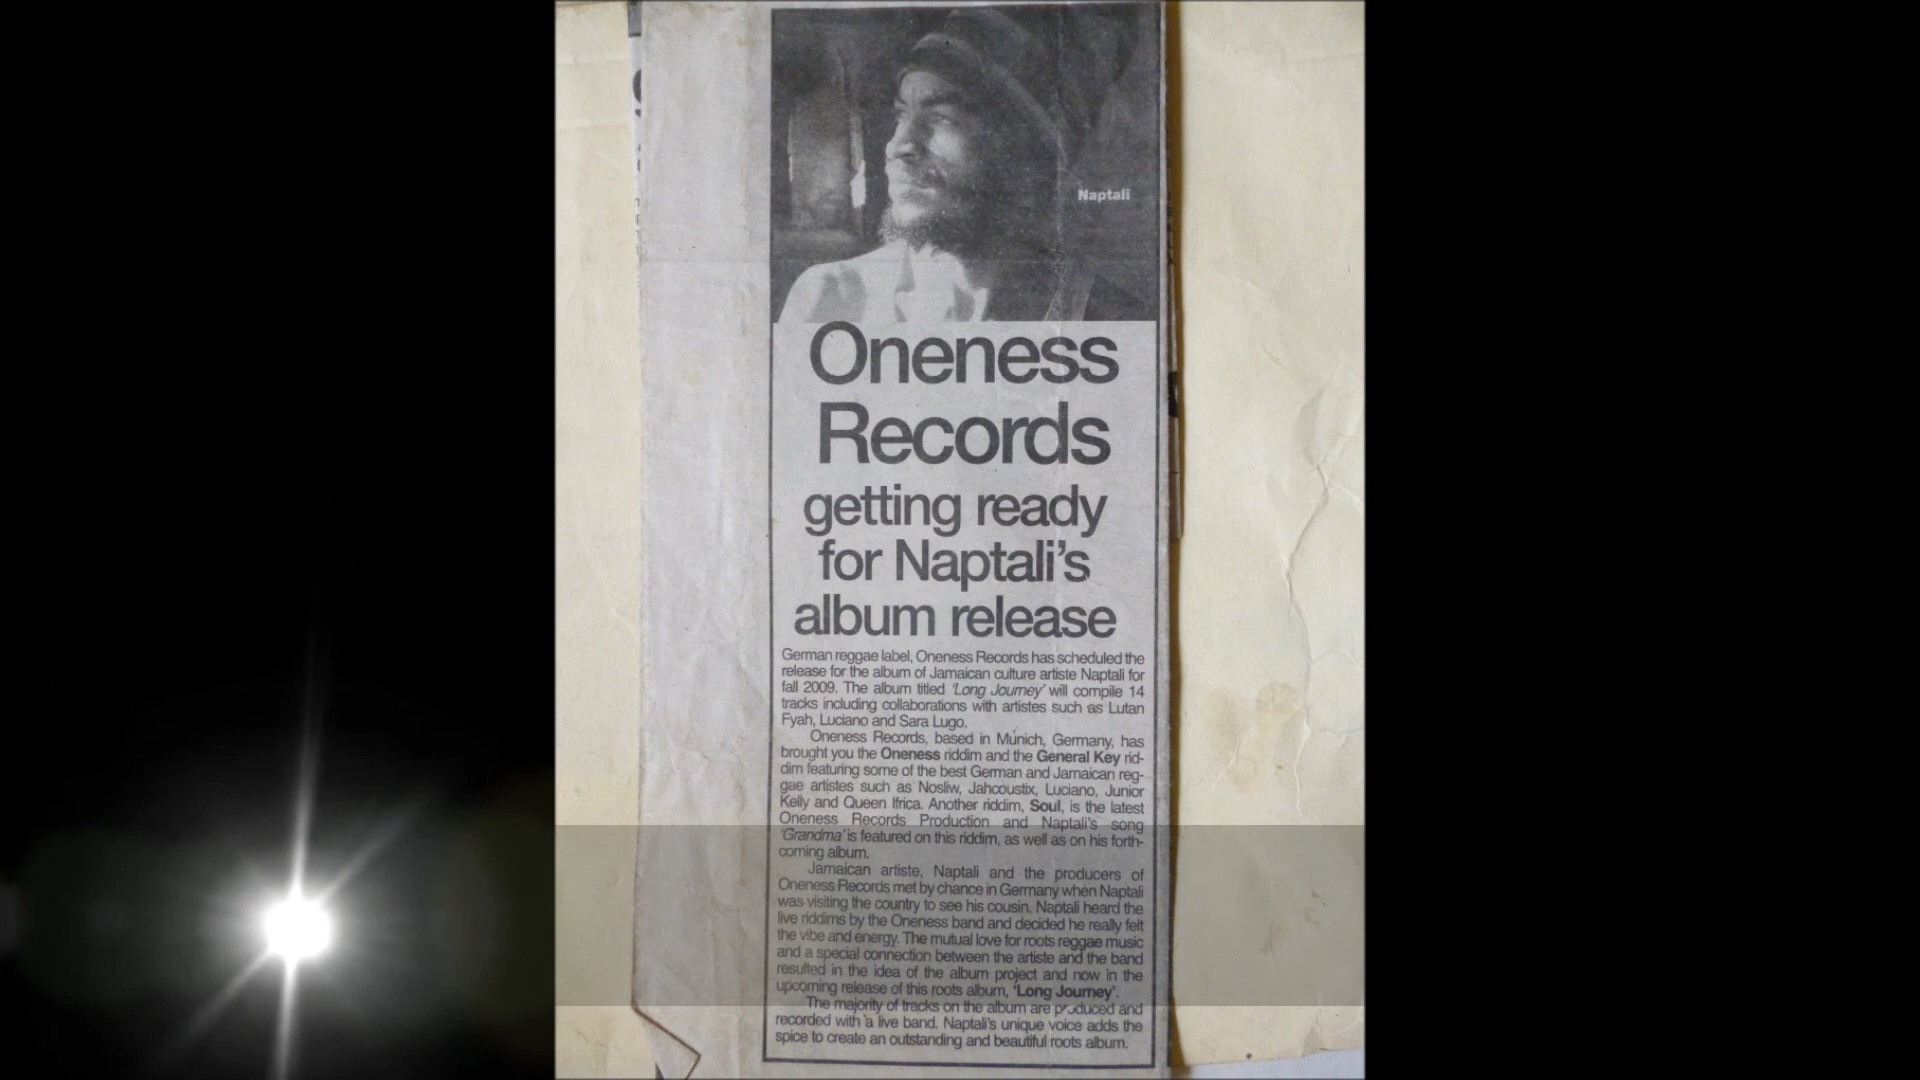 Naptali
Oneness
Records
getting ready
for Naptali's
album release
German reggae label, Oneness Records has scheduled the
release for the album of Jamaican culture artiste Naptali for
fall 2009. The album titled 'Long Journey' will compile 14
tracks including collaborations with artistes such as Lutan
Fyah, Luciano and Sara Lugo.
Oneness Records, based in Munich, Germany, has
brought you the Oneness riddim and the General Key rid-
dim featuring some of the best German and Jamaican reg-
gae artistes such as Nosliw, Jahcoustix, Luciano, Junior
Kelly and Queen Ifrica. Another riddim, Soul, is the latest
Oneness Records Production and Naptali's song
'Grandma' is featured on this riddim, as well as on his forth-
coming album.
Jamaican artiste, Naptali and the producers of
Oneness Records met by chance in Germany when Naptali
was visiting the country to see his cousin. Naptali heard the
live riddims by the Oneness band and decided he really felt
the vibe and energy. The mutual love for roots reggae music
and a special connection between the artiste and the band
resulted in the idea of the album project and now in the
upcoming release of this roots album, 'Long Journey'.
The majority of tracks on the album are produced and
recorded with a live band. Naptali's unique voice adds the
spice to create an outstanding and beautiful roots album.